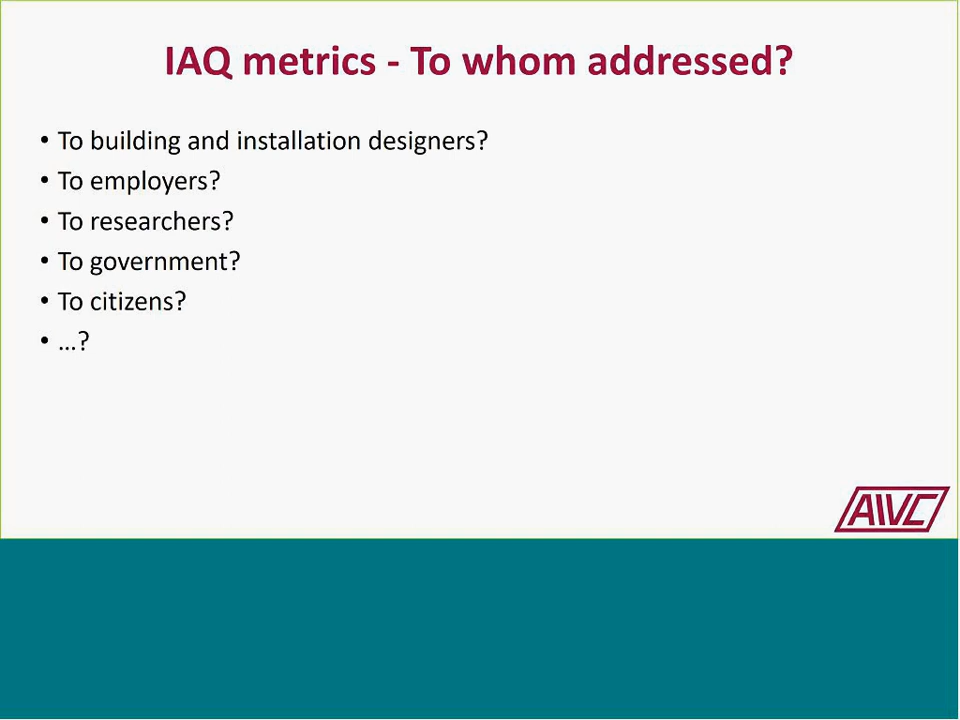 IAQ metrics - To whom addressed?
• To building and installation designers?
• To employers?
• To researchers?
• To government?
• To citizens?
• ...?
AIVC